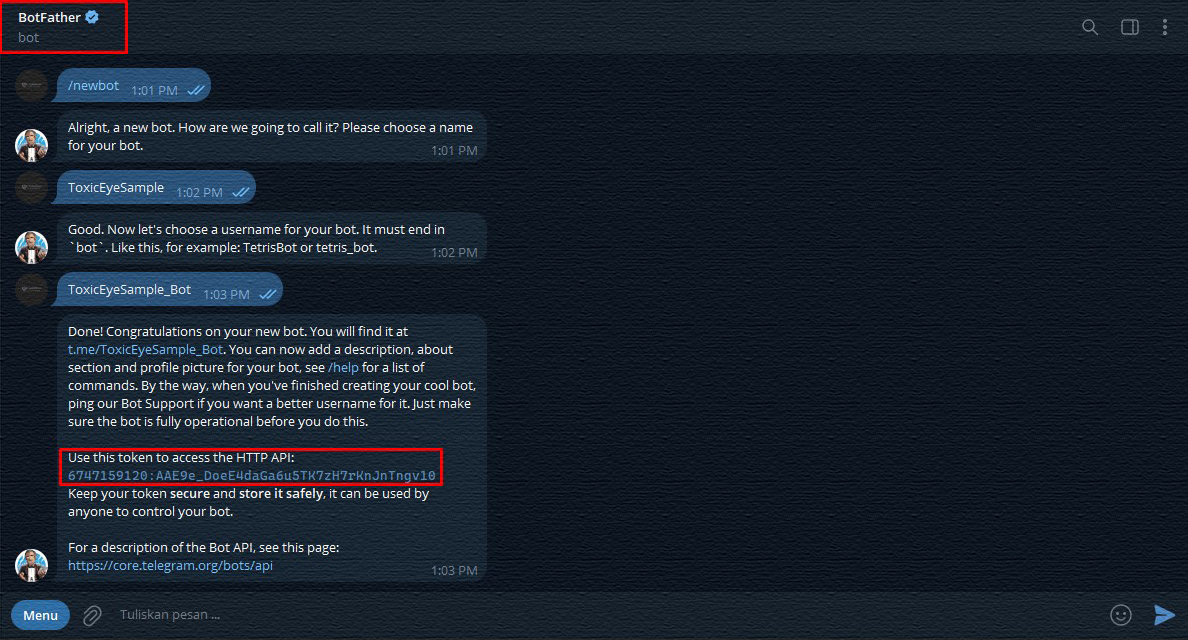 BotFather
bot
/newbot 1:01 PM
Alright, a new bot. How are we going to call it? Please choose a name
for your bot.
1:01 PM
ToxicEyeSample 1:02 PM
Good. Now let's choose a username for your bot. It must end in
`bot`. Like this, for example: TetrisBot or tetris_bot.
1:02 PM
ToxicEyeSample_Bot 1:03 PM
Done! Congratulations on your new bot. You will find it at
t.me/ToxicEyeSample_Bot. You can now add a description, about
section and profile picture for your bot, see /help for a list of
commands. By the way, when you've finished creating your cool bot,
ping our Bot Support if you want a better username for it. Just make
sure the bot is fully operational before you do this.
Use this token to access the HTTP API:
6747159120:AAE9e_DoeE4daGa6u5TK7zH7rKnJnTngv10
Keep your token secure and store it safely, it can be used by
anyone to control your bot.
For a description of the Bot API, see this page:
https://core.telegram.org/bots/api
1:03 PM
Menu
Tuliskan pesan ...